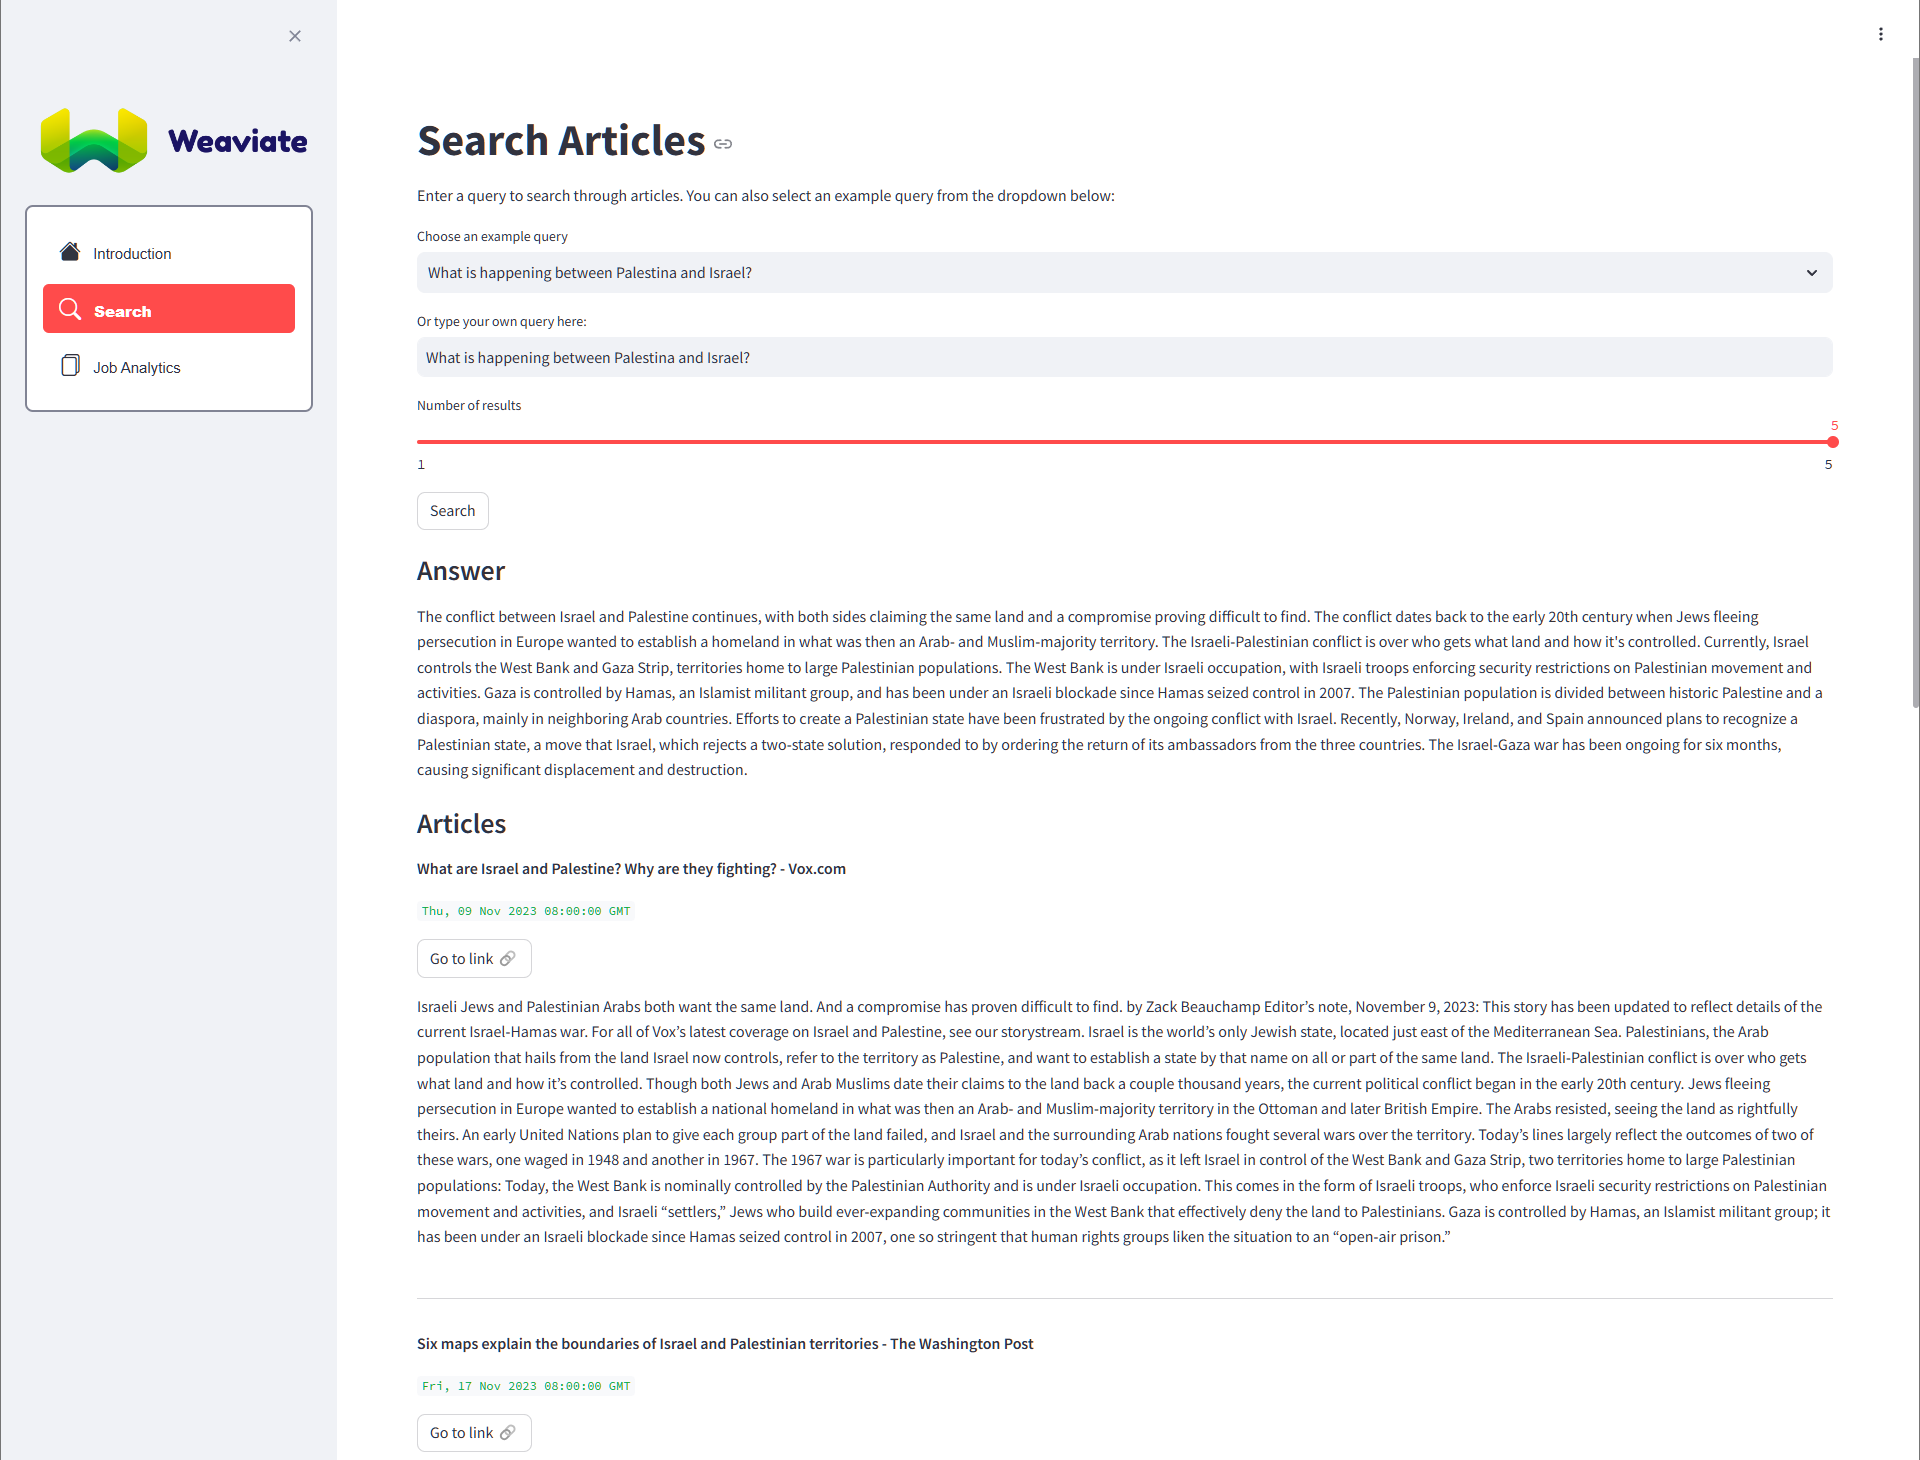 Weaviate
Introduction
Search
Job Analytics
Search Articles
Enter a query to search through articles. You can also select an example query from the dropdown below:
Choose an example query
What is happening between Palestina and Israel?
Or type your own query here:
What is happening between Palestina and Israel?
Number of results
5
1
5
Search
Answer
The conflict between Israel and Palestine continues, with both sides claiming the same land and a compromise proving difficult to find. The conflict dates back to the early 20th century when Jews fleeing
persecution in Europe wanted to establish a homeland in what was then an Arab- and Muslim-majority territory. The Israeli-Palestinian conflict is over who gets what land and how it's controlled. Currently, Israel
controls the West Bank and Gaza Strip, territories home to large Palestinian populations. The West Bank is under Israeli occupation, with Israeli troops enforcing security restrictions on Palestinian movement and
activities. Gaza is controlled by Hamas, an Islamist militant group, and has been under an Israeli blockade since Hamas seized control in 2007. The Palestinian population is divided between historic Palestine and a
diaspora, mainly in neighboring Arab countries. Efforts to create a Palestinian state have been frustrated by the ongoing conflict with Israel. Recently, Norway, Ireland, and Spain announced plans to recognize a
Palestinian state, a move that Israel, which rejects a two-state solution, responded to by ordering the return of its ambassadors from the three countries. The Israel-Gaza war has been ongoing for six months,
causing significant displacement and destruction.
Articles
What are Israel and Palestine? Why are they fighting? - Vox.com
Thu, 09 Nov 2023 08:00:00 GMT
Go to link
Israeli Jews and Palestinian Arabs both want the same land. And a compromise has proven difficult to find. by Zack Beauchamp Editor’s note, November 9, 2023: This story has been updated to reflect details of the
current Israel-Hamas war. For all of Vox’s latest coverage on Israel and Palestine, see our storystream. Israel is the world’s only Jewish state, located just east of the Mediterranean Sea. Palestinians, the Arab
population that hails from the land Israel now controls, refer to the territory as Palestine, and want to establish a state by that name on all or part of the same land. The Israeli-Palestinian conflict is over who gets
what land and how it’s controlled. Though both Jews and Arab Muslims date their claims to the land back a couple thousand years, the current political conflict began in the early 20th century. Jews fleeing
persecution in Europe wanted to establish a national homeland in what was then an Arab- and Muslim-majority territory in the Ottoman and later British Empire. The Arabs resisted, seeing the land as rightfully
theirs. An early United Nations plan to give each group part of the land failed, and Israel and the surrounding Arab nations fought several wars over the territory. Today’s lines largely reflect the outcomes of two of
these wars, one waged in 1948 and another in 1967. The 1967 war is particularly important for today’s conflict, as it left Israel in control of the West Bank and Gaza Strip, two territories home to large Palestinian
populations: Today, the West Bank is nominally controlled by the Palestinian Authority and is under Israeli occupation. This comes in the form of Israeli troops, who enforce Israeli security restrictions on Palestinian
movement and activities, and Israeli “settlers,” Jews who build ever-expanding communities in the West Bank that effectively deny the land to Palestinians. Gaza is controlled by Hamas, an Islamist militant group; it
has been under an Israeli blockade since Hamas seized control in 2007, one so stringent that human rights groups liken the situation to an “open-air prison.”
Six maps explain the boundaries of Israel and Palestinian territories - The Washington Post
Fri, 17 Nov 2023 08:00:00 GMT
Go to link